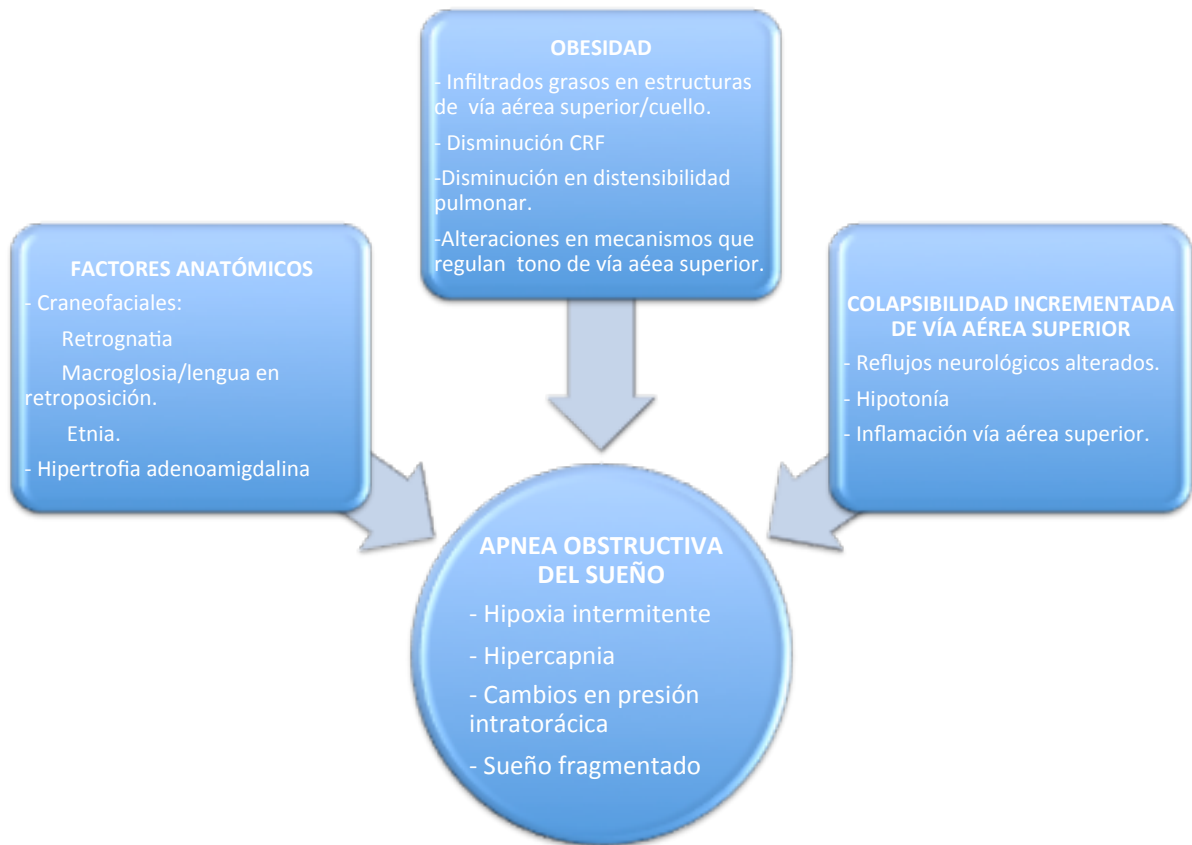 OBESIDAD
- Infiltrados grasos en estructuras
de vía aérea superior/cuello.
- Disminución CRF
-Disminución en distensibilidad
pulmonar.
-Alteraciones en mecanismos que
regulan tono de vía aéea superior.
FACTORES ANATÓMICOS
- Craneofaciales:
Retrognatia
Macroglosia/lengua en
retroposición.
Etnia.
- Hipertrofia adenoamigdalina
COLAPSIBILIDAD INCREMENTADA
DE VÍA AÉREA SUPERIOR
- Reflujos neurológicos alterados.
- Hipotonía
- Inflamación vía aérea superior.
APNEA OBSTRUCTIVA
DEL SUEÑO
- Hipoxia intermitente
- Hipercapnia
- Cambios en presión
intratorácica
- Sueño fragmentado